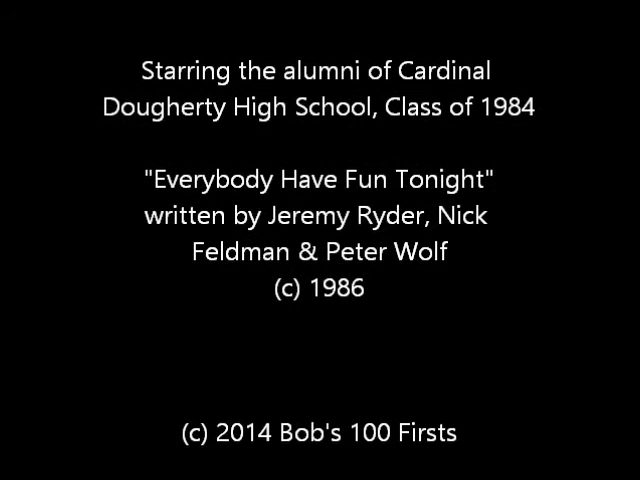 Starring the alumni of Cardinal
Dougherty High School, Class of 1984
"Everybody Have Fun Tonight"
written by Jeremy Ryder, Nick
Feldman & Peter Wolf
(c) 1986
(c) 2014 Bob's 100 Firsts